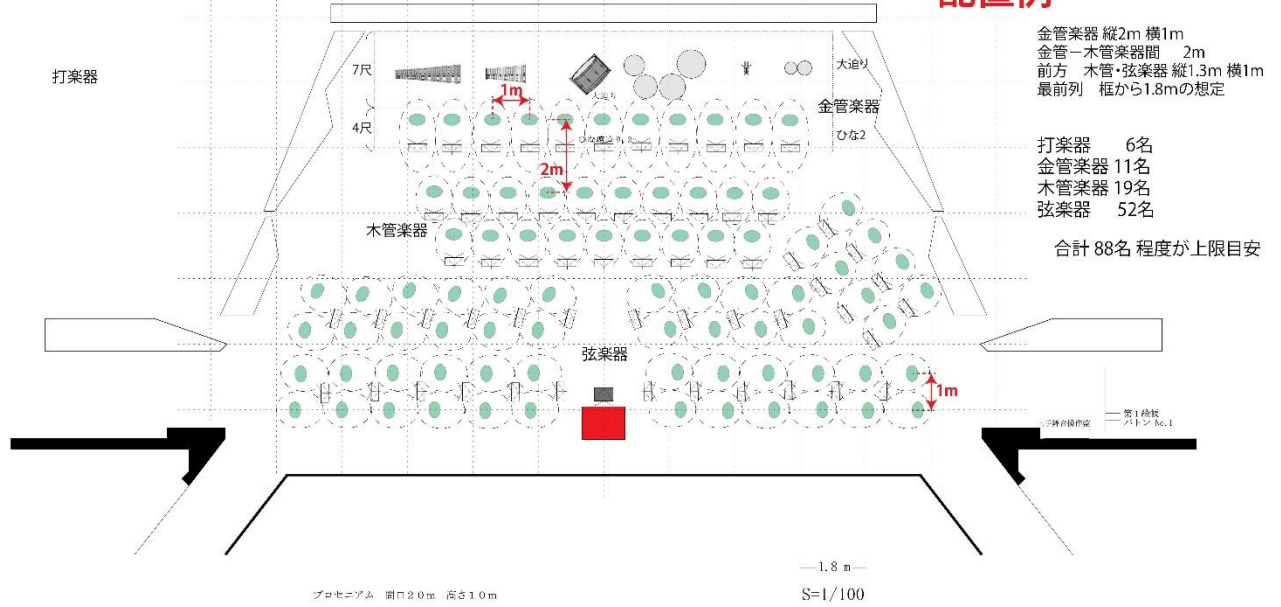 配置例
金管楽器 縦2m 横1m
金管－木管楽器間 2m
前方 木管・弦楽器 縦1.3m 横1m
最前列 框から1.8mの想定
打楽器 6名
金管楽器 11名
木管楽器 19名
弦楽器 52名
合計 88名 程度が上限目安
打楽器
7尺
大迫り
大迫り
1m
金管楽器
4尺
ひな2
2m
木管楽器
弦楽器
1m
第1緞帳
バトン No.1
1.8 m
プロセニアム 間口20m 高さ10m
S=1/100